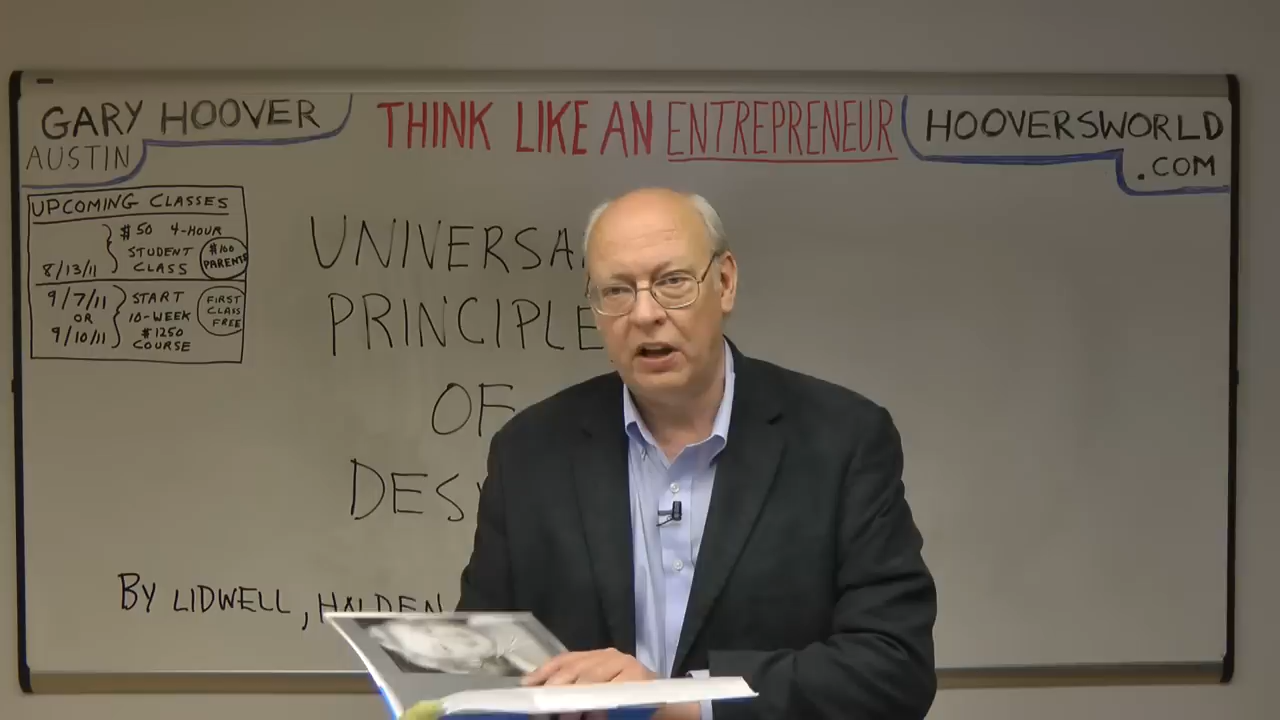 GARY HOOVER
AUSTIN
THINK LIKE AN ENTREPRENEUR
HOOVERSWORLD
.COM
UPCOMING CLASSES
8/13/11
$50 4-HOUR
STUDENT
CLASS
$100
PARENTS
9/7/11
OR
9/10/11
START
10-WEEK
$1250
COURSE
FIRST
CLASS
FREE
UNIVERSA
PRINCIPLE
OF
DES
BY LIDWELL, HOLDEN